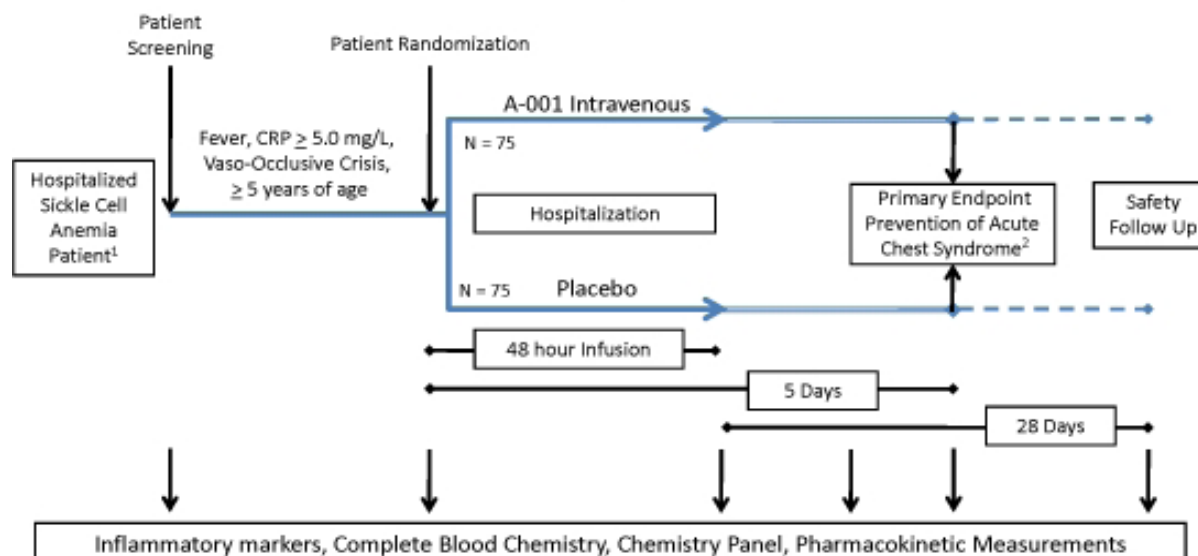 Patient
Screening
Patient Randomization
A-001 Intravenous
N = 75
Fever, CRP ≥ 5.0 mg/L,
Vaso-Occlusive Crisis,
≥ 5 years of age
Hospitalized
Sickle Cell
Anemia
Patient¹
Hospitalization
Primary Endpoint
Prevention of Acute
Chest Syndrome²
Safety
Follow Up
N = 75
Placebo
48 hour Infusion
5 Days
28 Days
Inflammatory markers, Complete Blood Chemistry, Chemistry Panel, Pharmacokinetic Measurements